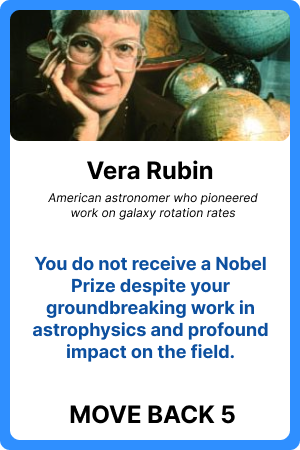 Vera Rubin
American astronomer who pioneered
work on galaxy rotation rates
You do not receive a Nobel
Prize despite your
groundbreaking work in
astrophysics and profound
impact on the field.
MOVE BACK 5